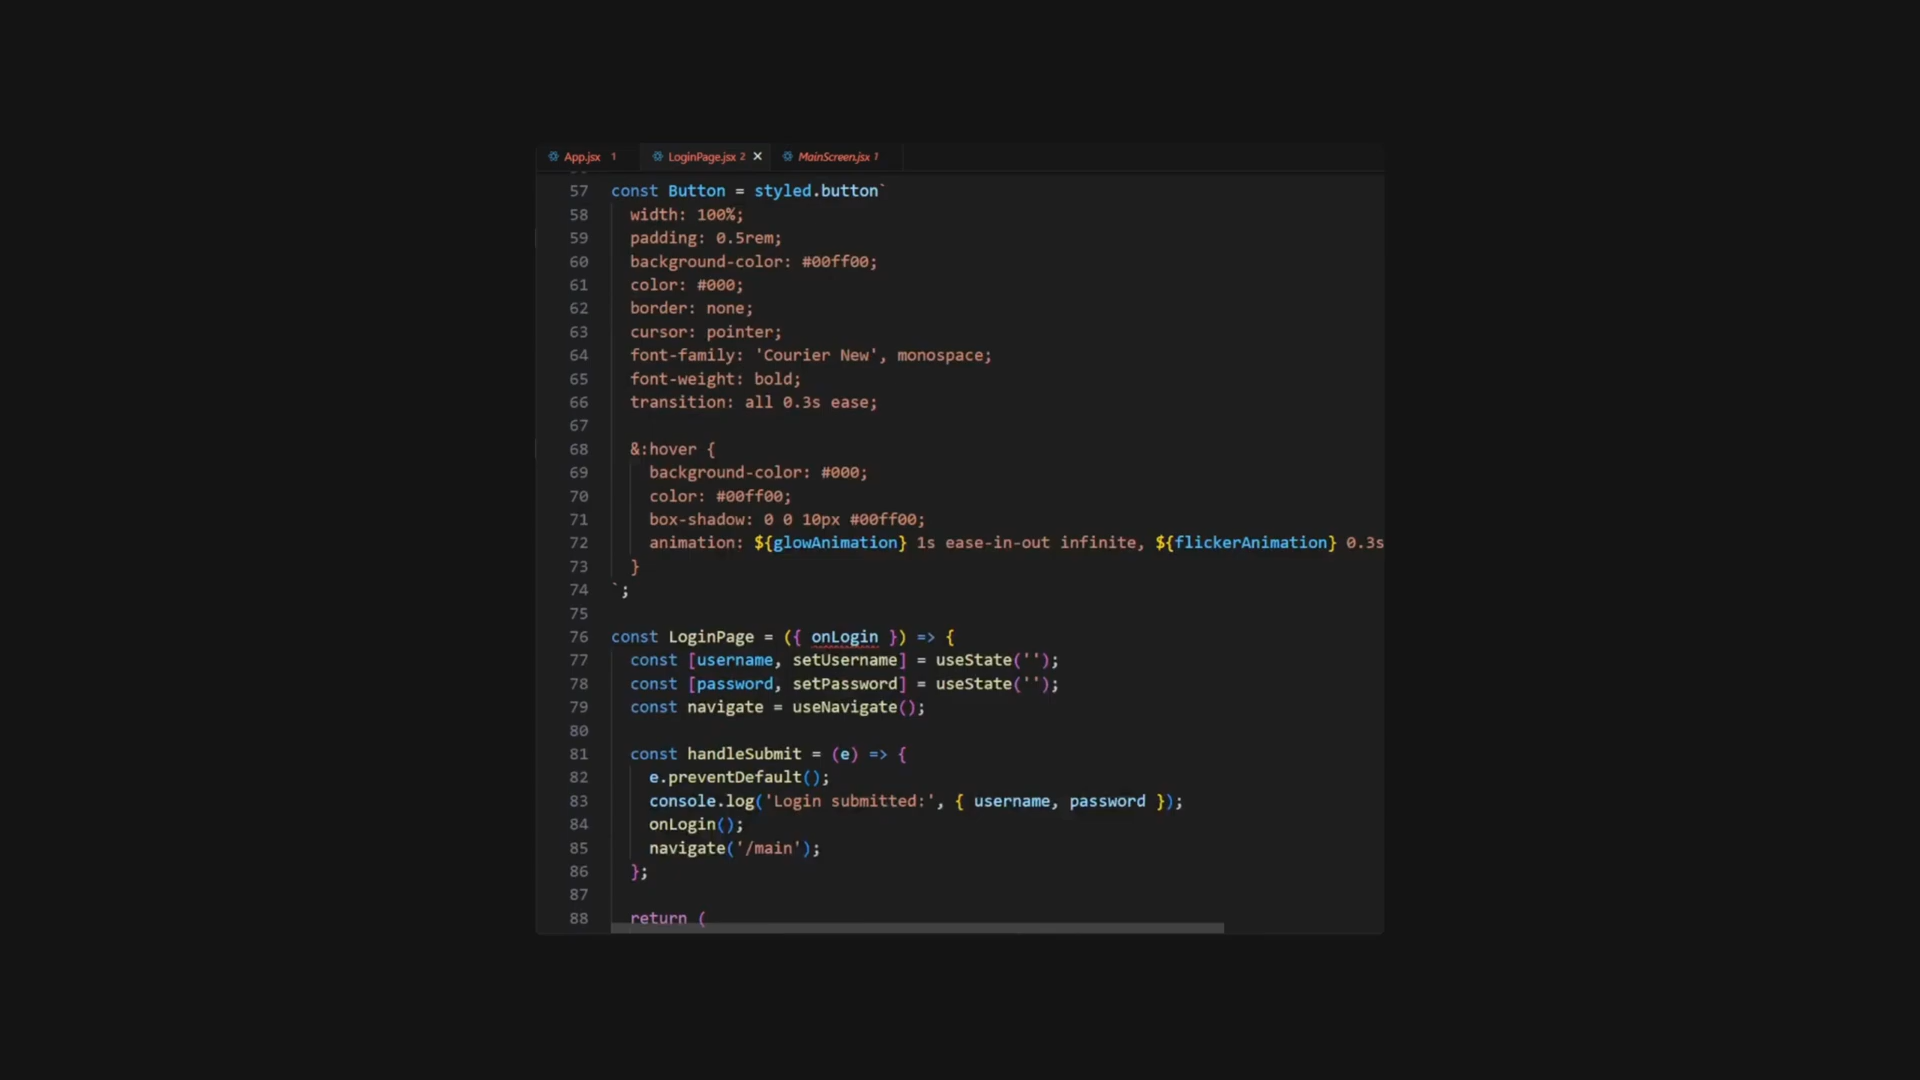 App.jsx 1 LoginPage.jsx 2 × MainScreen.jsx 1
57 const Button = styled.button`
58 width: 100%;
59 padding: 0.5rem;
60 background-color: #00ff00;
61 color: #000;
62 border: none;
63 cursor: pointer;
64 font-family: 'Courier New', monospace;
65 font-weight: bold;
66 transition: all 0.3s ease;
67
68 &:hover {
69 background-color: #000;
70 color: #00ff00;
71 box-shadow: 0 0 10px #00ff00;
72 animation: ${glowAnimation} 1s ease-in-out infinite, ${flickerAnimation} 0.3s
73 }
74 `;
75
76 const LoginPage = ({ onLogin }) => {
77 const [username, setUsername] = useState('');
78 const [password, setPassword] = useState('');
79 const navigate = useNavigate();
80
81 const handleSubmit = (e) => {
82 e.preventDefault();
83 console.log('Login submitted:', { username, password });
84 onLogin();
85 navigate('/main');
86 };
87
88 return (